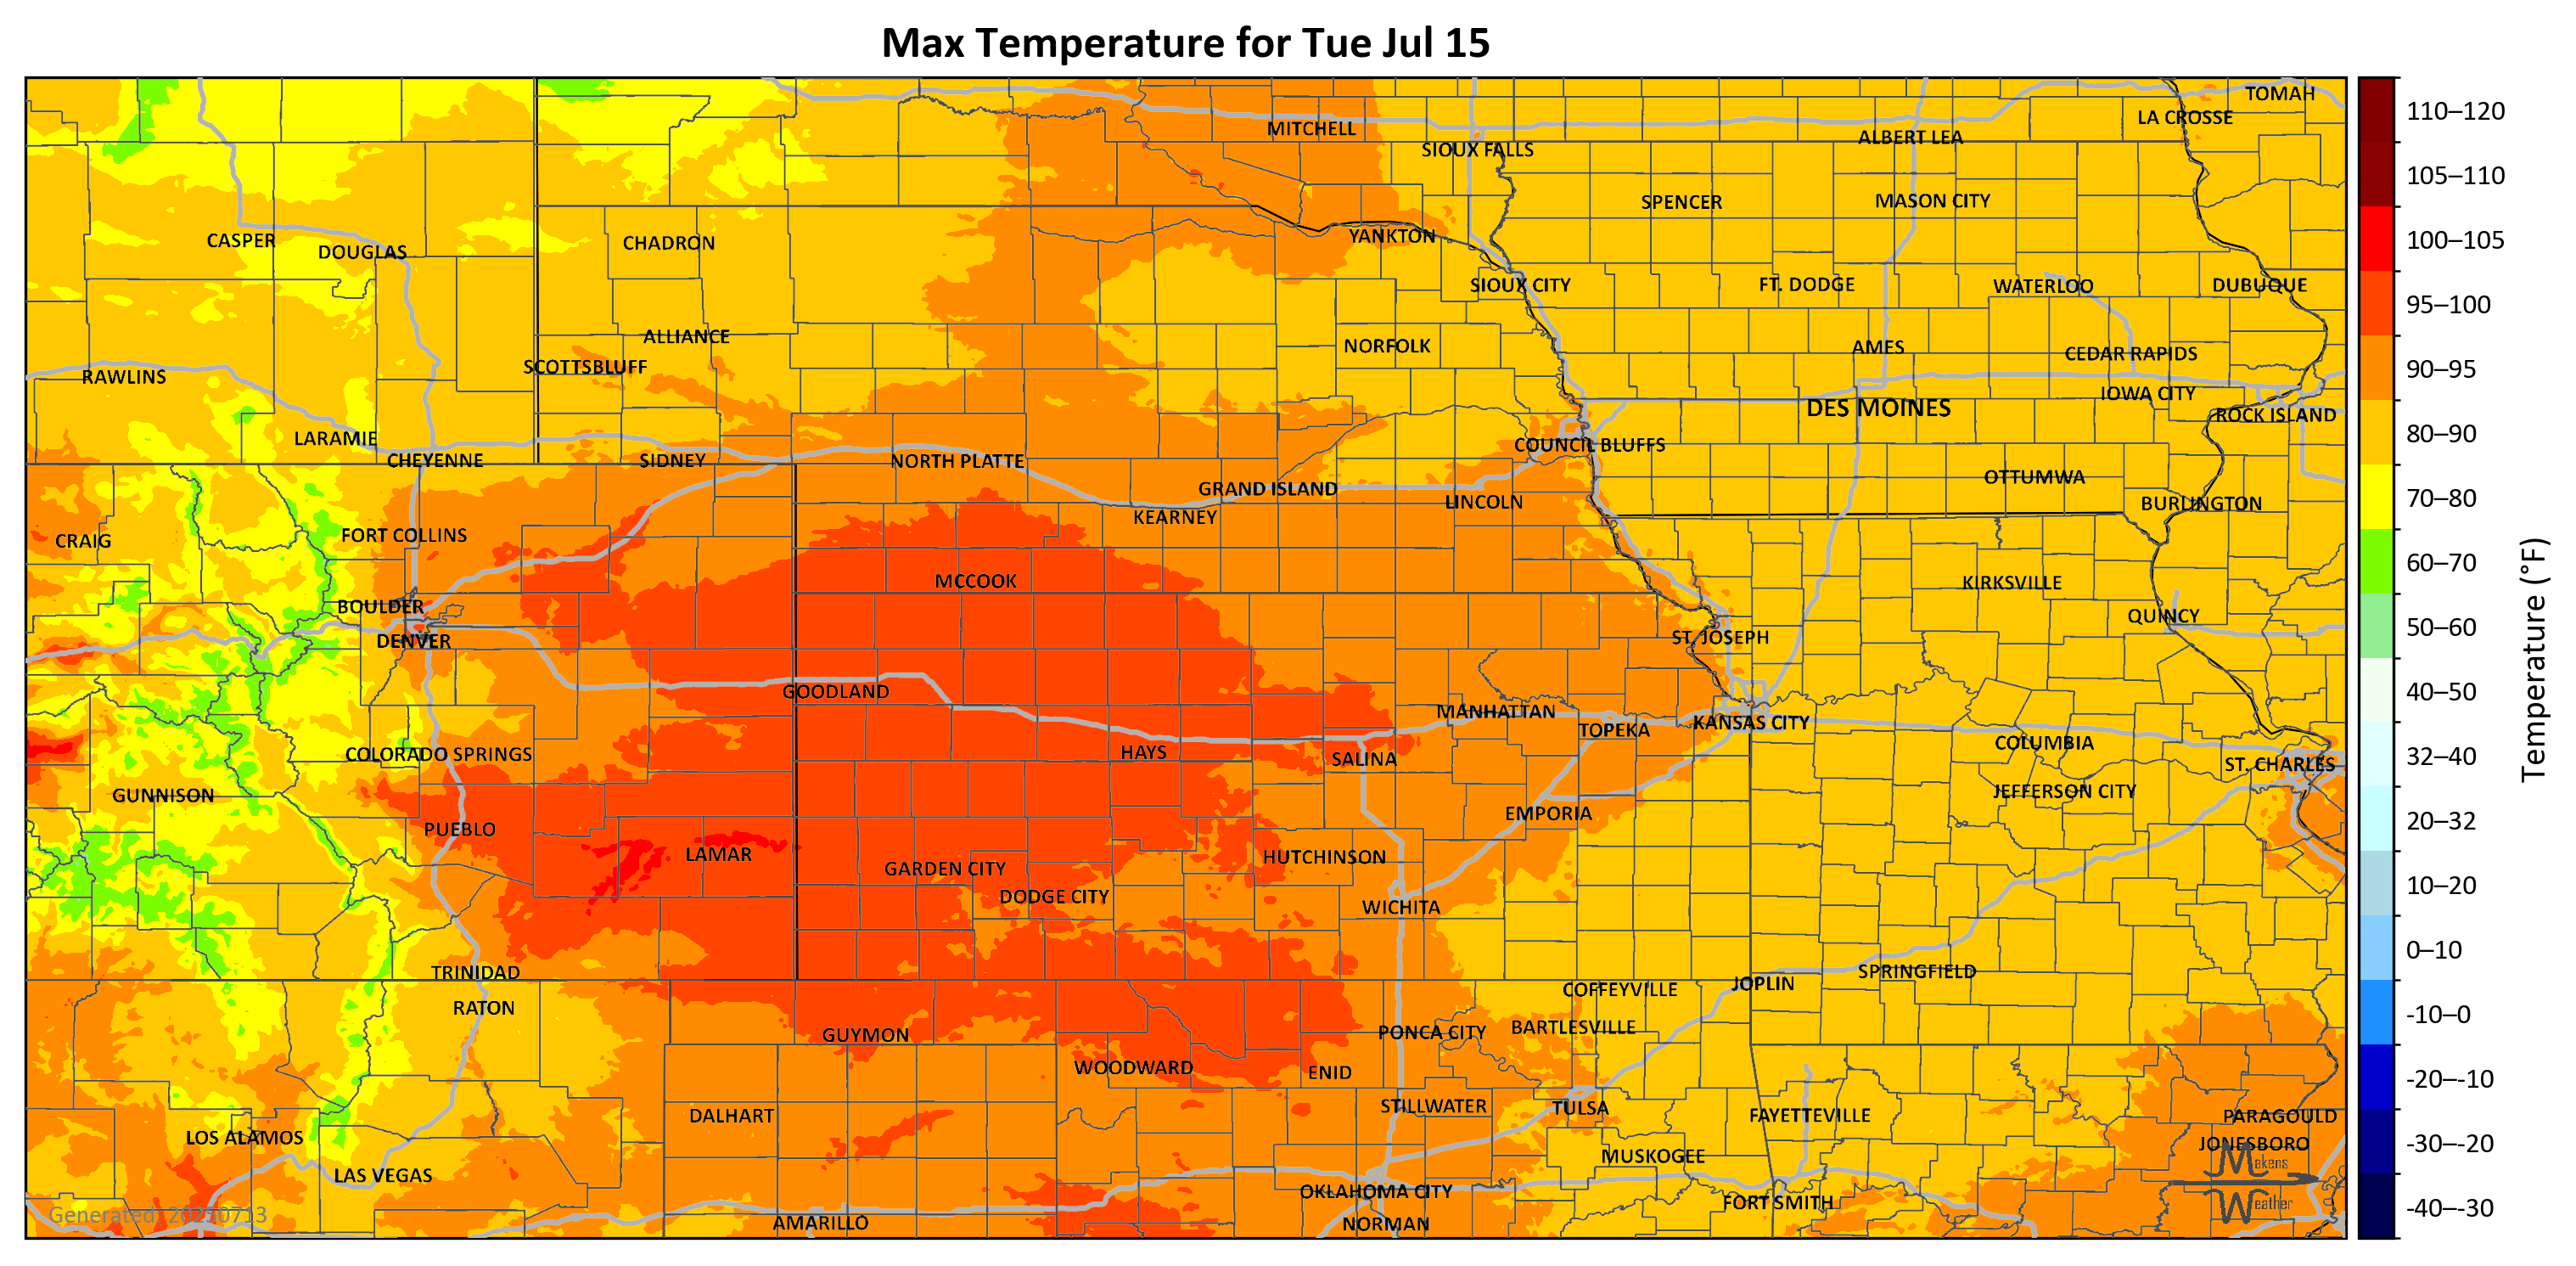 Max Temperature for Tue Jul 15
TOMAH
LA CROSSE
MITCHELL
ALBERT LEA
SIOUX FALLS
SPENCER
MASON CITY
CASPER
DOUGLAS
CHADRON
YANKTON
SIOUX CITY
FT. DODGE
WATERLOO
DUBUQUE
ALLIANCE
NORFOLK
AMES
CEDAR RAPIDS
SCOTTSBLUFF
RAWLINS
IOWA CITY
DES MOINES
ROCK ISLAND
LARAMIE
COUNCIL BLUFFS
CHEYENNE
SIDNEY
NORTH PLATTE
OTTUMWA
GRAND ISLAND
LINCOLN
BURLINGTON
KEARNEY
FORT COLLINS
CRAIG
MCCOOK
KIRKSVILLE
BOULDER
QUINCY
DENVER
ST. JOSEPH
GOODLAND
MANHATTAN
KANSAS CITY
TOPEKA
COLUMBIA
COLORADO SPRINGS
HAYS
SALINA
ST. CHARLES
GUNNISON
JEFFERSON CITY
EMPORIA
PUEBLO
LAMAR
HUTCHINSON
GARDEN CITY
DODGE CITY
WICHITA
TRINIDAD
SPRINGFIELD
JOPLIN
COFFEYVILLE
RATON
GUYMON
PONCA CITY
BARTLESVILLE
WOODWARD
ENID
STILLWATER
TULSA
DALHART
FAYETTEVILLE
PARAGOULD
LOS ALAMOS
JONESBORO
MUSKOGEE
LAS VEGAS
OKLAHOMA CITY
FORT SMITH
AMARILLO
NORMAN
Generated: 20250713
Makens
Weather
110–120
105–110
100–105
95–100
90–95
80–90
70–80
60–70
50–60
40–50
32–40
20–32
10–20
0–10
-10–0
-20–-10
-30–-20
-40–-30
Temperature (°F)